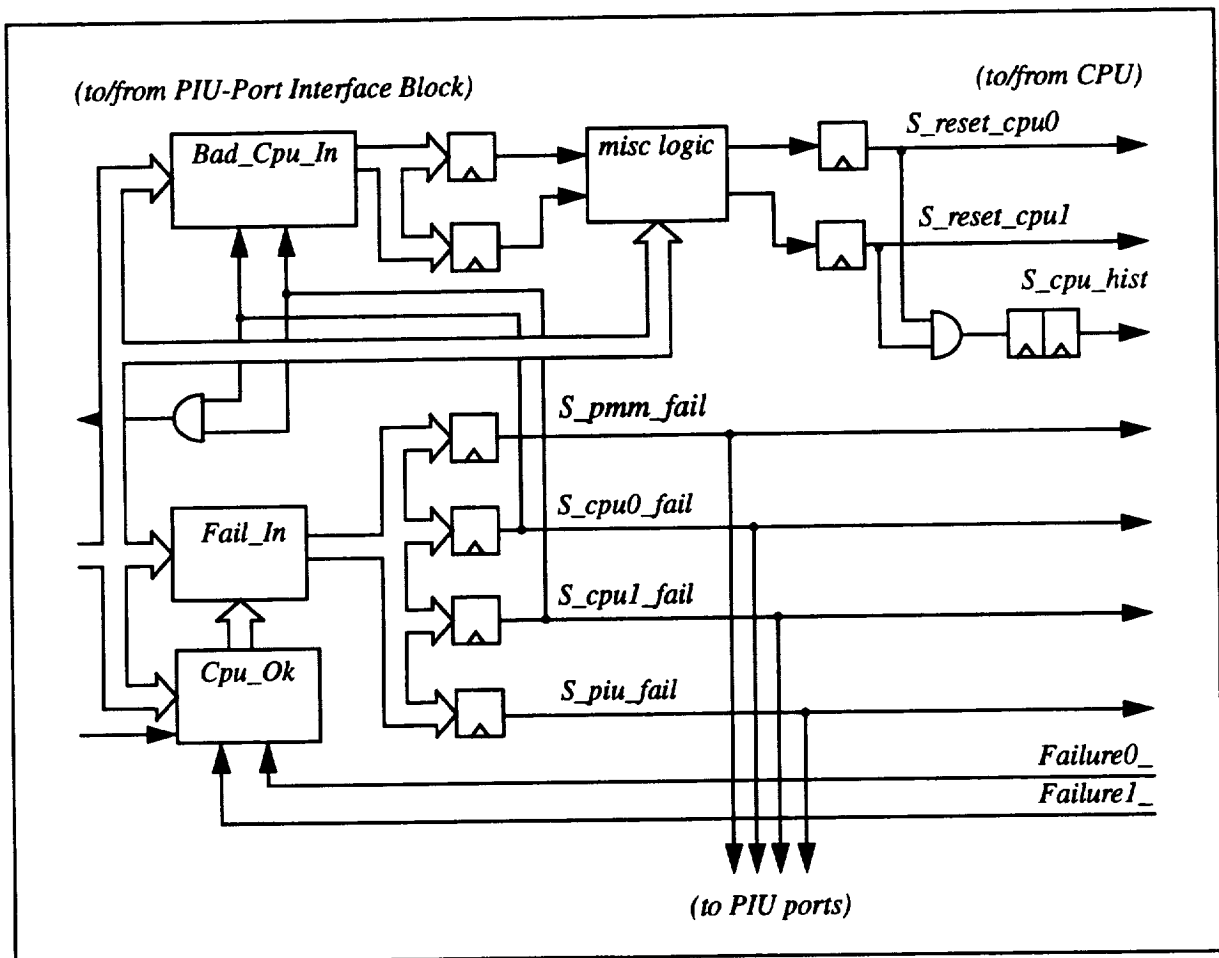 (to/from PIU-Port Interface Block)
(to/from CPU)
Bad_Cpu_In
misc logic
S_reset_cpu0
S_reset_cpu1
S_cpu_hist
S_pmm_fail
Fail_In
S_cpu0_fail
S_cpu1_fail
Cpu_Ok
S_piu_fail
Failure0_
Failure1_
(to PIU ports)